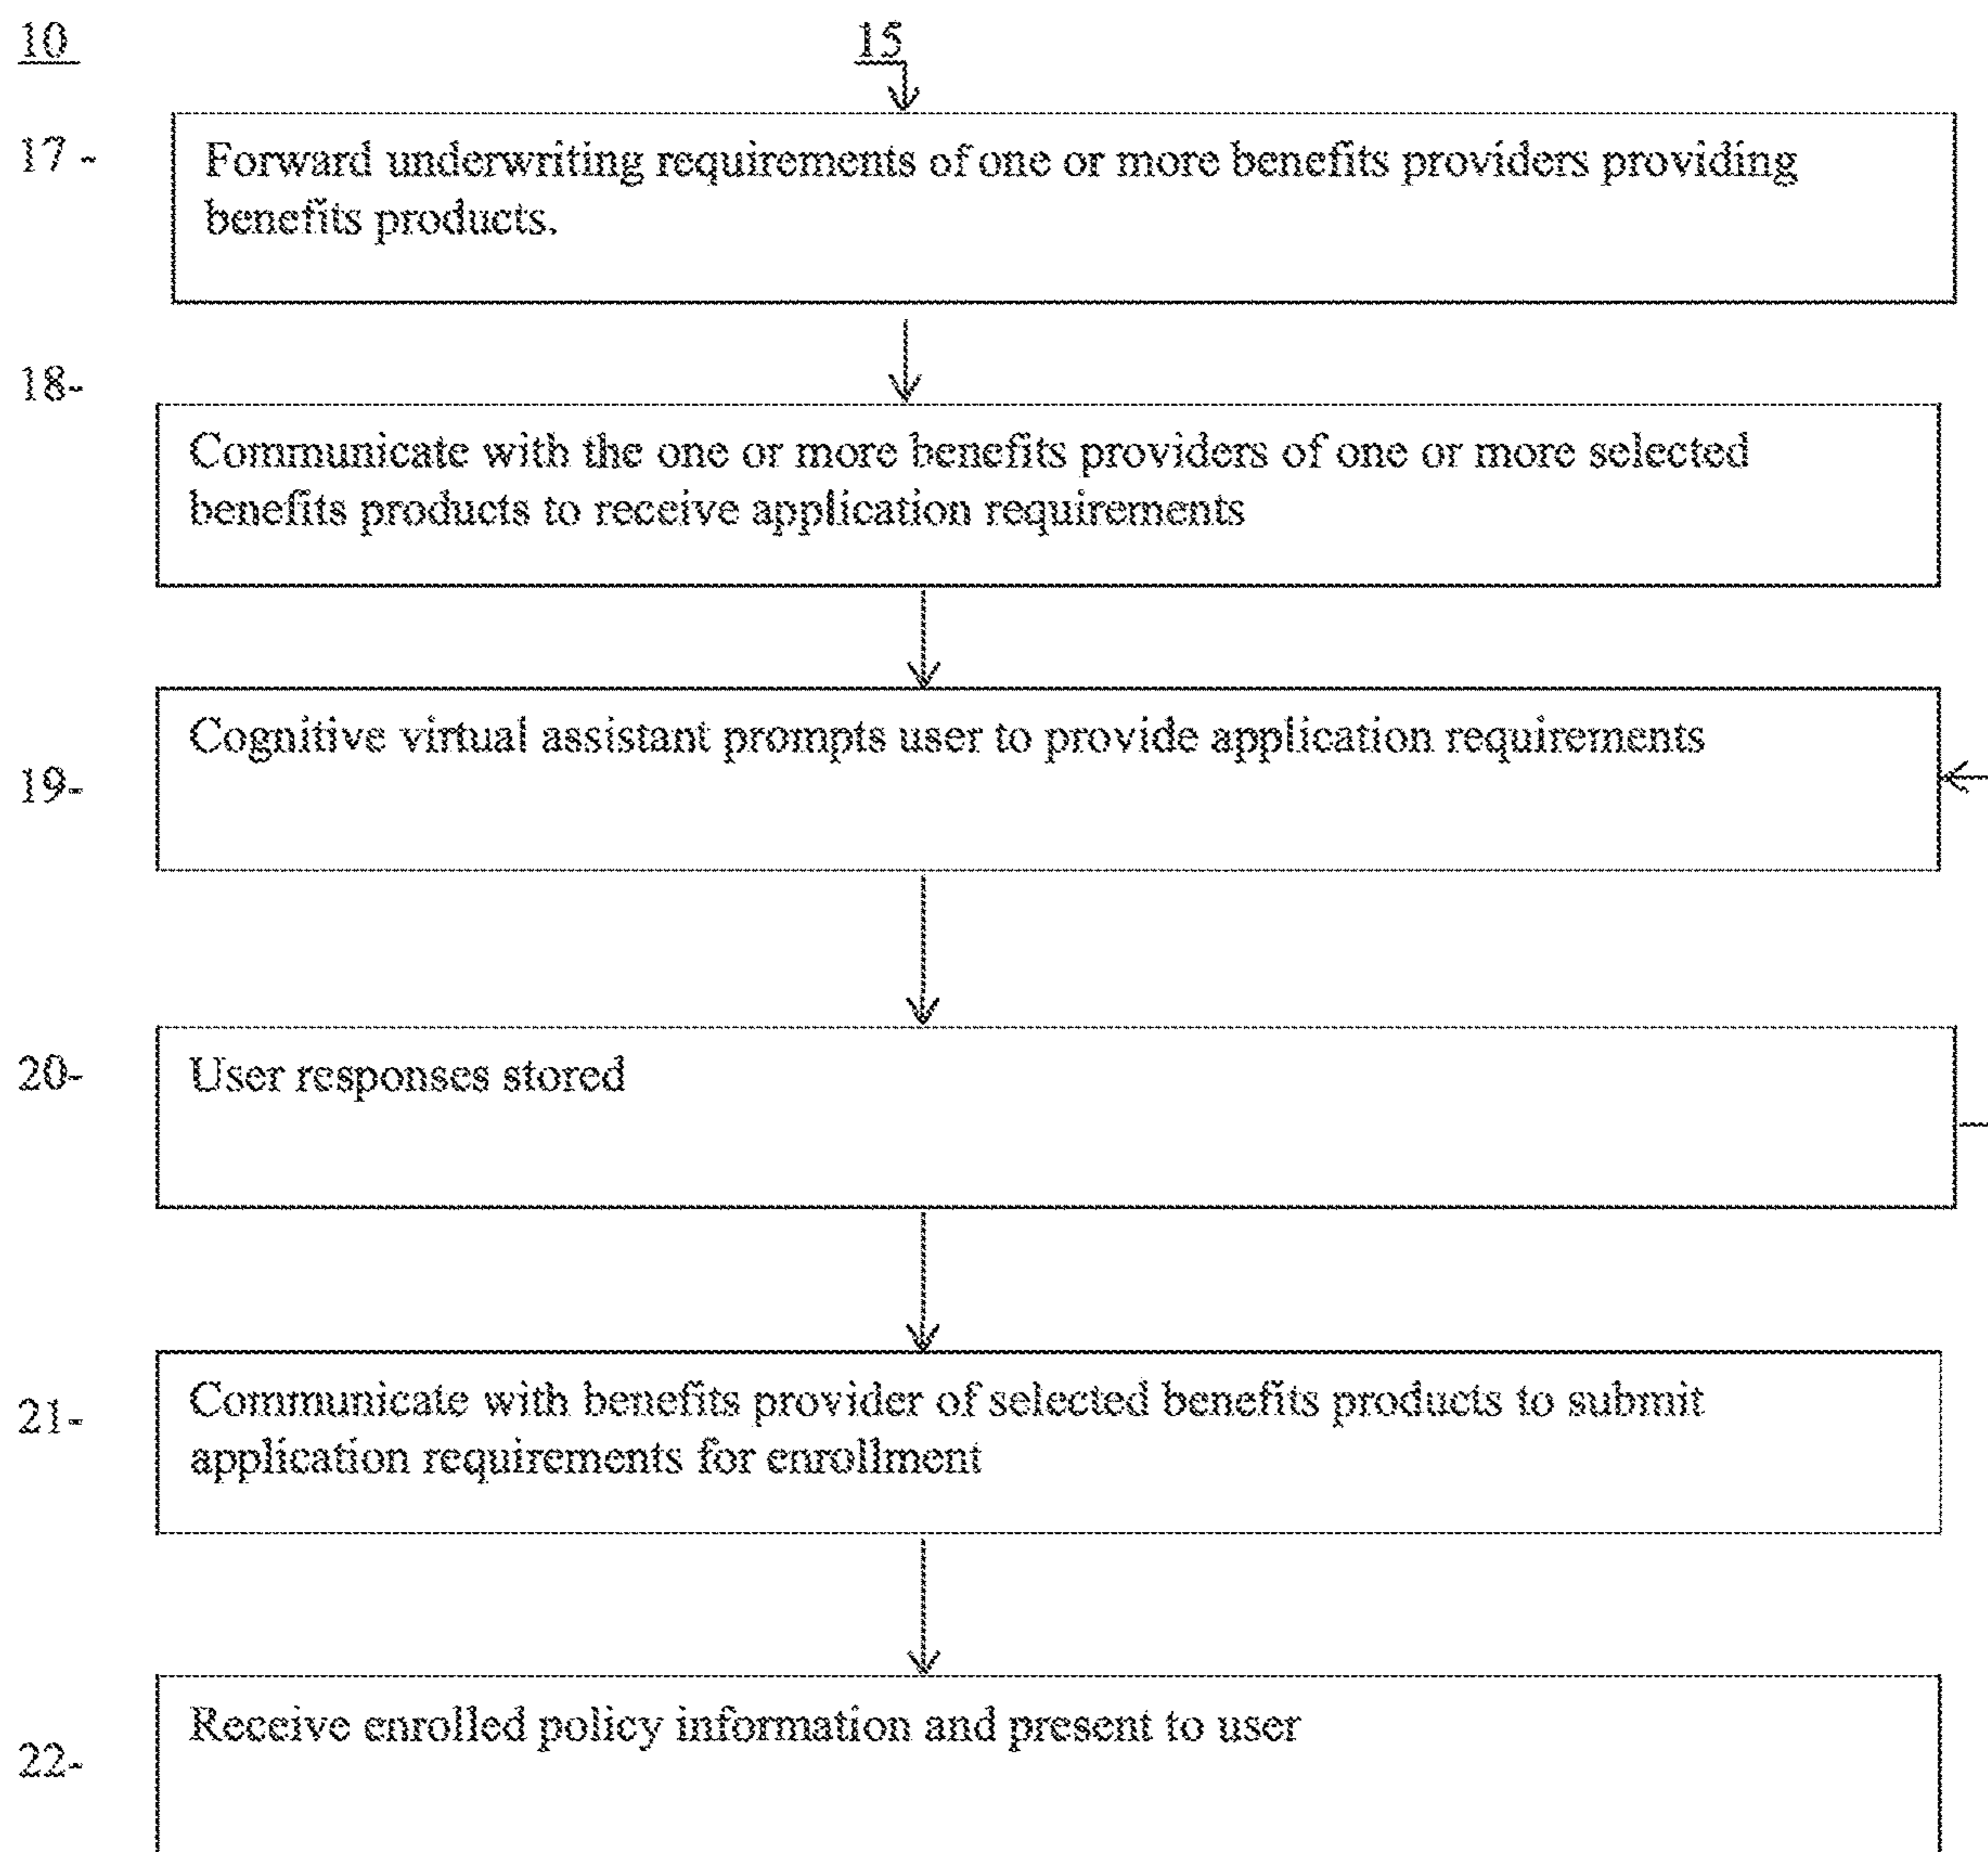 10
15
17 -
Forward underwriting requirements of one or more benefits providers providing
benefits products.
18-
Communicate with the one or more benefits providers of one or more selected
benefits products to receive application requirements
Cognitive virtual assistant prompts user to provide application requirements
19-
20-
User responses stored
Communicate with benefits provider of selected benefits products to submit
21-
application requirements for enrollment
Receive enrolled policy information and present to user
22-